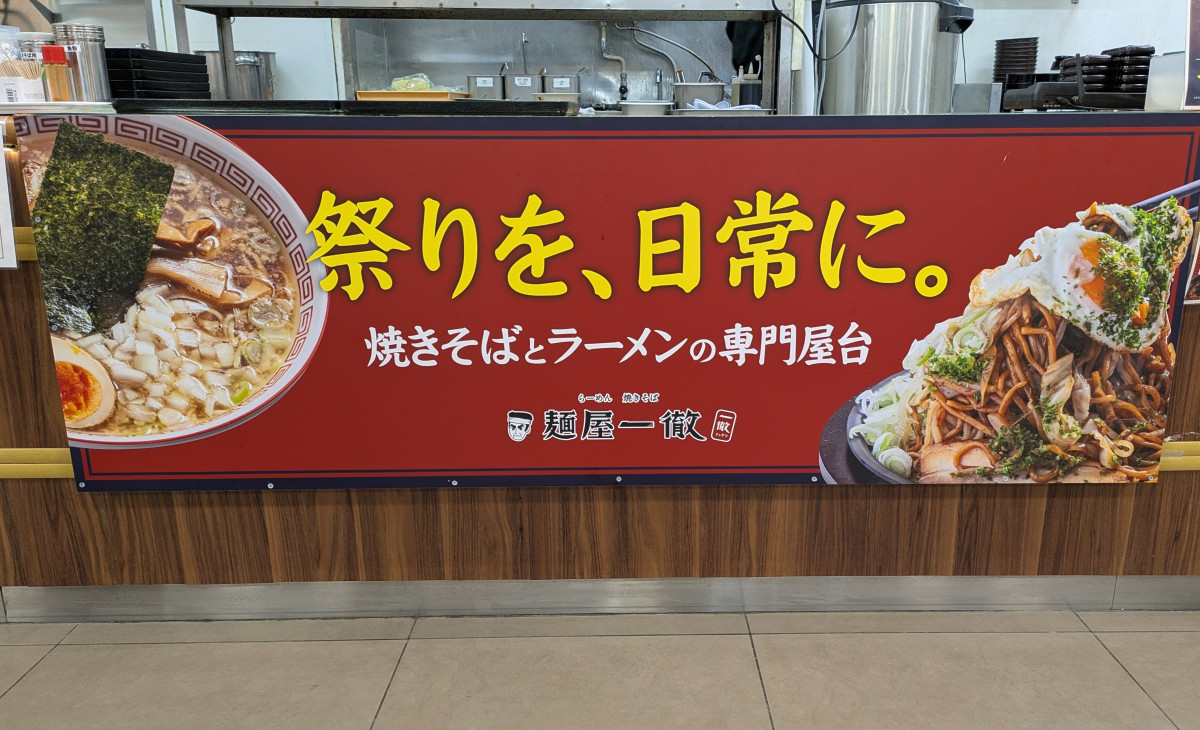 祭りを、日常に。
焼きそばとラーメンの専門屋台
らーめん 焼きそば
麺屋一徹